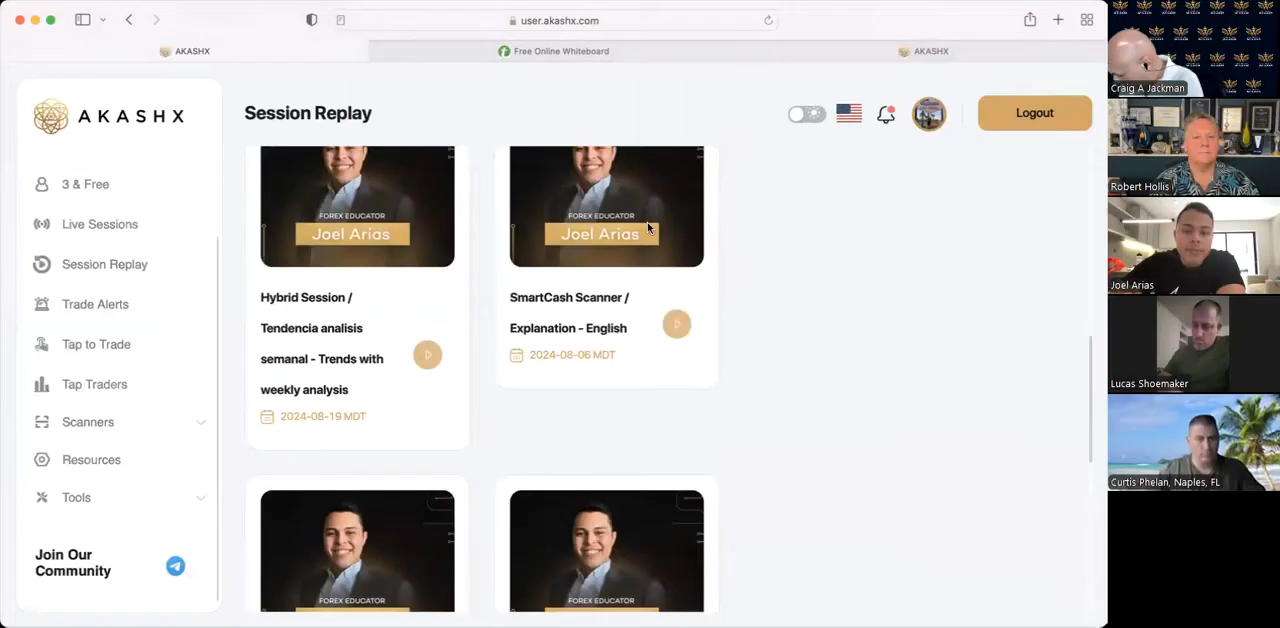 user.akashx.com
AKASHX
Free Online Whiteboard
AKASHX
AKASHX
Session Replay
Logout
3 & Free
Live Sessions
Session Replay
Trade Alerts
Tap to Trade
Tap Traders
Scanners
Resources
Tools
Join Our
Community
FOREX EDUCATOR
Joel Arias
Hybrid Session /
Tendencia analisis
semanal - Trends with
weekly analysis
2024-08-19 MDT
FOREX EDUCATOR
Joel Arias
SmartCash Scanner /
Explanation - English
2024-08-06 MDT
FOREX EDUCATOR
FOREX EDUCATOR
Craig A Jackman
Robert Hollis
Joel Arias
Lucas Shoemaker
Curtis Phelan, Naples, FL